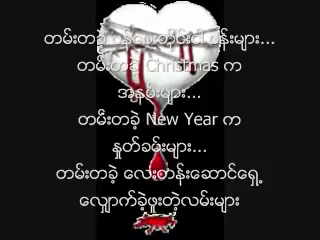 တမ်းတခဲ့
တမ်းတခဲ့ Christmas က
အနမ်းများ...
တမ်းတခဲ့ New Year က
နှုတ်ခမ်းများ...
တမ်းတခဲ့ လေးတန်းဆောင်ရှေ့
လျှောက်ခဲ့ဖူးတဲ့လမ်းများ